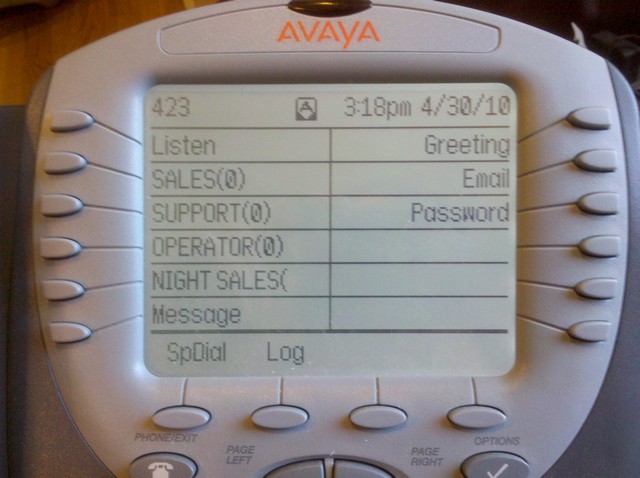 AVAYA
423 3:18pm 4/30/10
Listen Greeting
SALES(0) Email
SUPPORT(0) Password
OPERATOR(0)
NIGHT SALES(
Message
SpDial Log
PHONE/EXIT OPTIONS
PAGE LEFT PAGE RIGHT